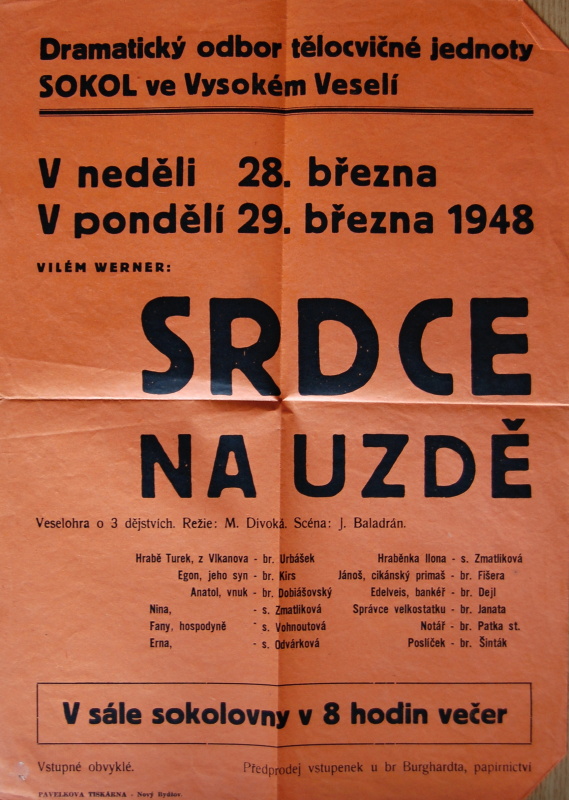 Dramatický odbor tělocvičné jednoty
SOKOL ve Vysokém Veselí
V neděli 28. března
V pondělí 29. března 1948
VILÉM WERNER:
SRDCE
NA UZDĚ
Veselohra o 3 dějstvích. Režie: M. Divoká. Scéna: J. Baladrán.
Hrabě Turek, z Vlkanova - br. Urbášek
Egon, jeho syn - br. Kirs
Anatol, vnuk - br. Dobiášovský
Nina, - s. Zmatlíková
Fany, hospodyně - s. Vohnoutová
Erna, - s. Odvárková
Hraběnka Ilona - s. Zmatlíková
Jánoš, cikánský primaš - br. Fišera
Edelveis, bankéř - br. Dejl
Správce velkostatku - br. Janata
Notář - br. Patka st.
Poslíček - br. Šinták
V sále sokolovny v 8 hodin večer
Vstupné obvyklé. Předprodej vstupenek u br Burghardta, papírnictví
PAVELKOVA TISKÁRNA - Nový Bydžov.